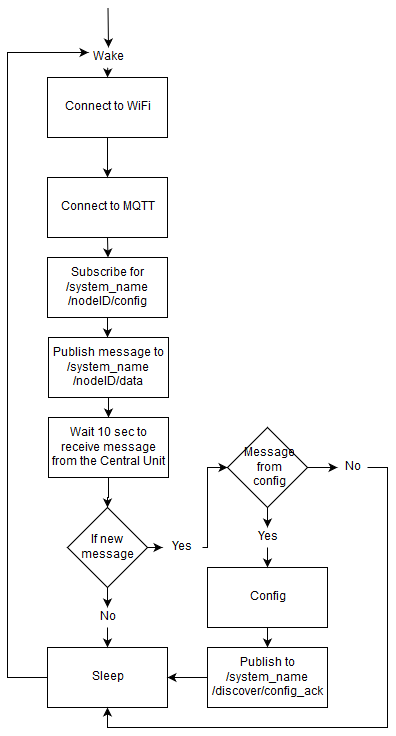 Wake
Connect to WiFi
Connect to MQTT
Subscribe for
/system_name
/nodeID/config
Publish message to
/system_name
/nodeID/data
Wait 10 sec to
receive message
from the Central Unit
Message
from
config
No
Yes
If new
message
Yes
Config
No
Sleep
Publish to
/system_name
/discover/config_ack